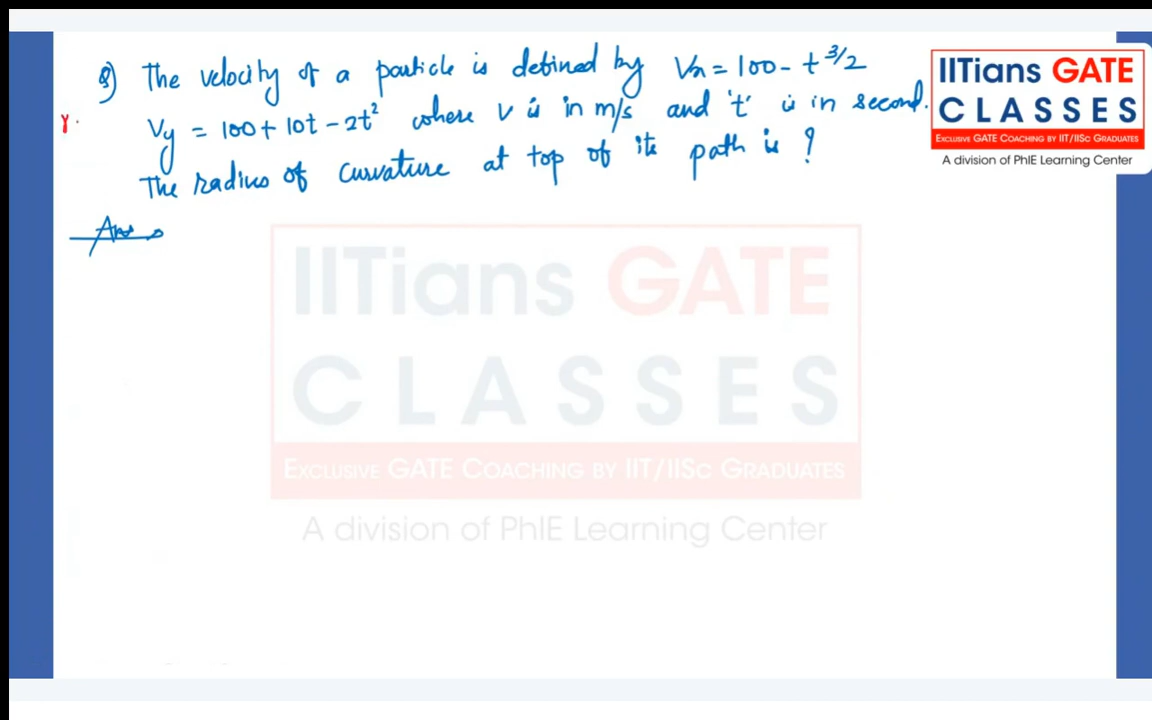 Q) The velocity of a particle is defined by Vx = 100 - t^3/2
Vy = 100 + 10t - 2t² where v is in m/s and 't' is in second.
The radius of curvature at top of its path is ?
Ans
IITians GATE
CLASSES
EXCLUSIVE GATE COACHING BY IIT/IISc GRADUATES
A division of PhIE Learning Center
IITians GATE
CLASSES
EXCLUSIVE GATE COACHING BY IIT/IISc GRADUATES
A division of PhIE Learning Center